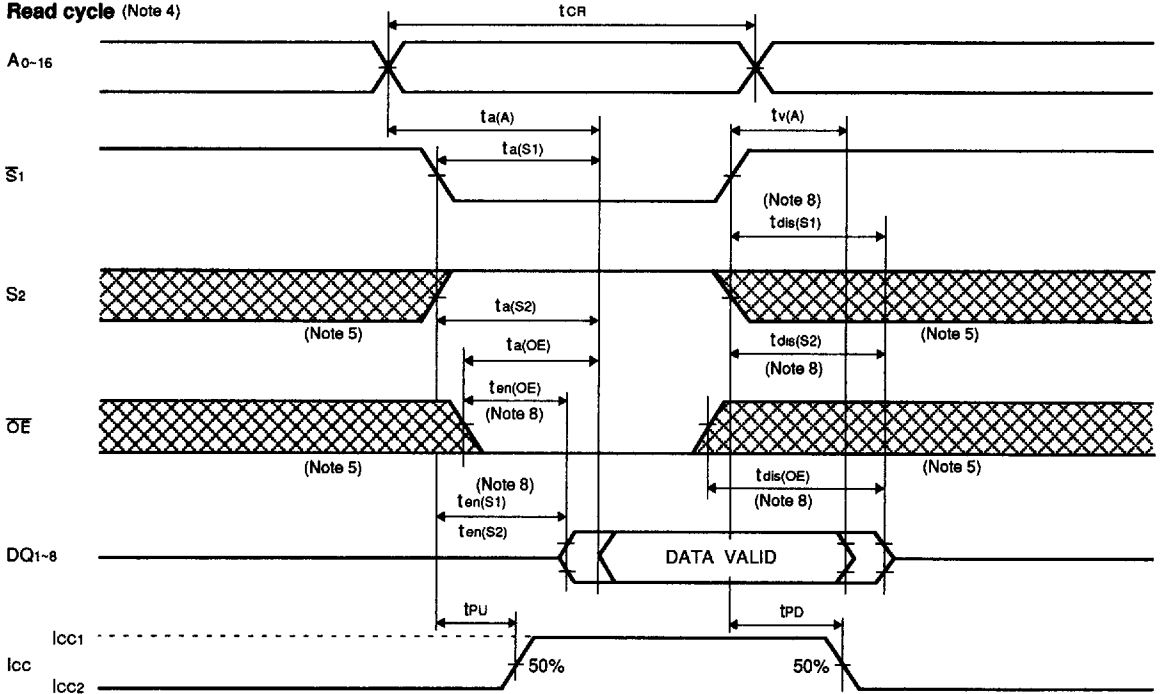 Read cycle (Note 4)
tCR
A0~16
ta(A)
tv(A)
ta(S1)
S̅1
(Note 8)
tdis(S1)
S2
(Note 5)
ta(S2)
(Note 5)
tdis(S2)
(Note 8)
ta(OE)
ten(OE)
(Note 8)
O̅E̅
(Note 5)
(Note 5)
tdis(OE)
(Note 8)
(Note 8)
ten(S1)
ten(S2)
DQ1~8
DATA VALID
tPU
tPD
Icc1
Icc
50%
50%
Icc2